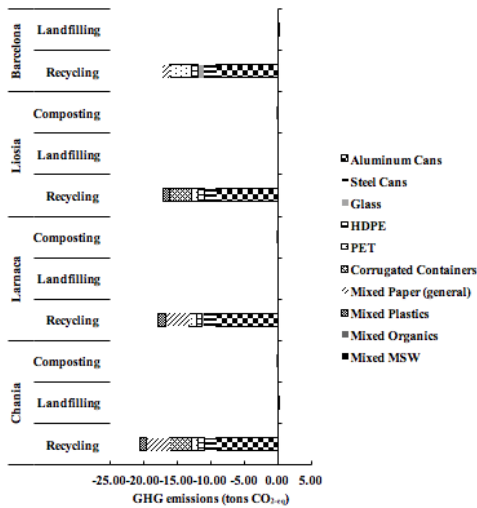 Barcelona
Landfilling
Recycling
Liosia
Composting
Landfilling
Recycling
Larnaca
Composting
Landfilling
Recycling
Chania
Composting
Landfilling
Recycling
-25.00 -20.00 -15.00 -10.00 -5.00 0.00 5.00
GHG emissions (tons CO2-eq)
Aluminum Cans
Steel Cans
Glass
HDPE
PET
Corrugated Containers
Mixed Paper (general)
Mixed Plastics
Mixed Organics
Mixed MSW